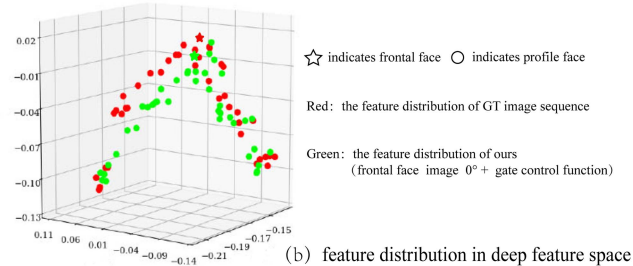 0.02
-0.01
-0.04
-0.07
-0.10
-0.13
0.11 0.06 0.01 -0.04 -0.09 -0.14
-0.21 -0.19 -0.17 -0.15
indicates frontal face indicates profile face
Red: the feature distribution of GT image sequence
Green: the feature distribution of ours
(frontal face image 0° + gate control function)
(b) feature distribution in deep feature space